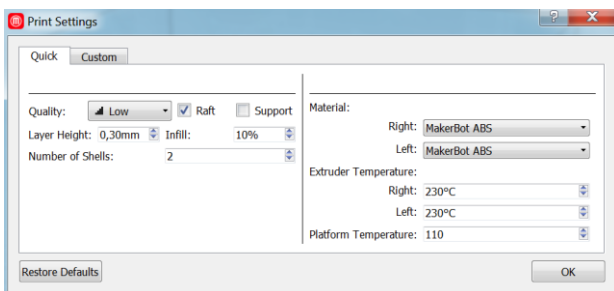 Print Settings
Quick Custom
Quality: Low Raft Support
Layer Height: 0,30mm Infill: 10%
Number of Shells: 2
Material:
Right: MakerBot ABS
Left: MakerBot ABS
Extruder Temperature:
Right: 230°C
Left: 230°C
Platform Temperature: 110
Restore Defaults OK